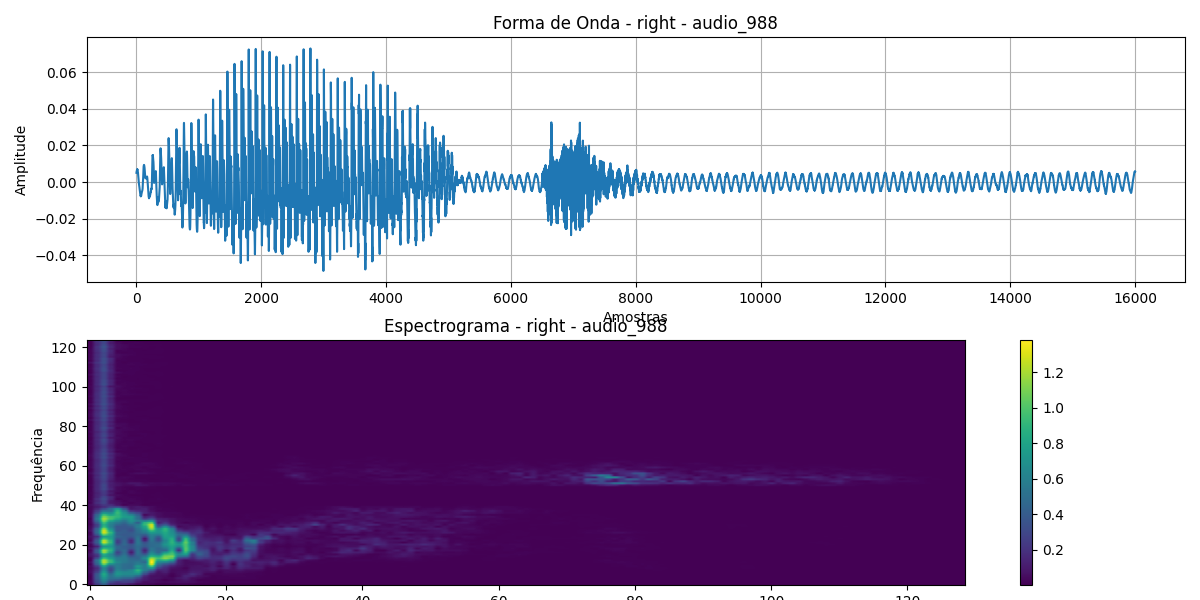 Forma de Onda - right - audio_988
Amplitude
0.06
0.04
0.02
0.00
−0.02
−0.04
0 2000 4000 6000 8000 10000 12000 14000 16000
Amostras
Espectrograma - right - audio_988
Frequência
120
100
80
60
40
20
0
0 20 40 60 80 100 120
1.2
1.0
0.8
0.6
0.4
0.2